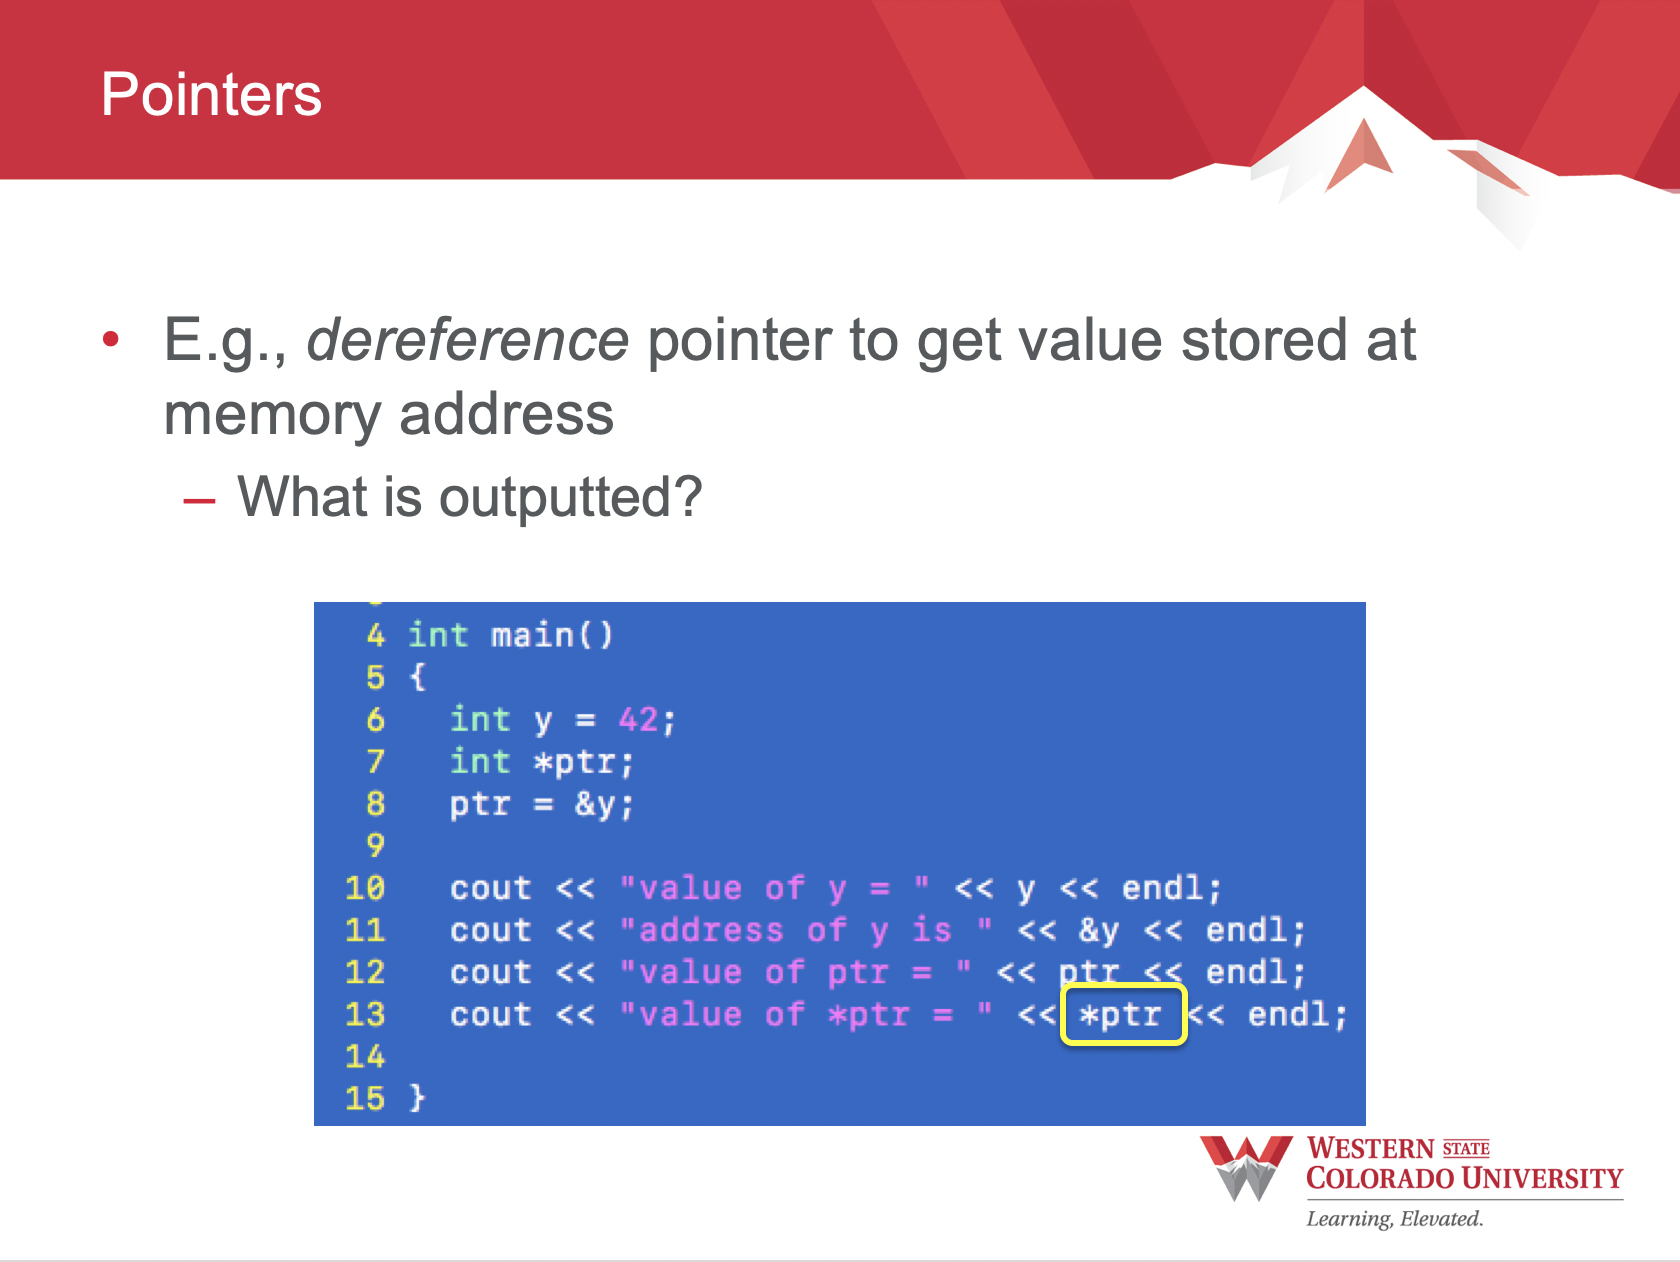 Pointers
• E.g., dereference pointer to get value stored at
memory address
– What is outputted?
4 int main()
5 {
6   int y = 42;
7   int *ptr;
8   ptr = &y;
9
10   cout << "value of y = " << y << endl;
11   cout << "address of y is " << &y << endl;
12   cout << "value of ptr = " << ptr << endl;
13   cout << "value of *ptr = " << *ptr << endl;
14
15 }
WESTERN STATE
COLORADO UNIVERSITY
Learning, Elevated.